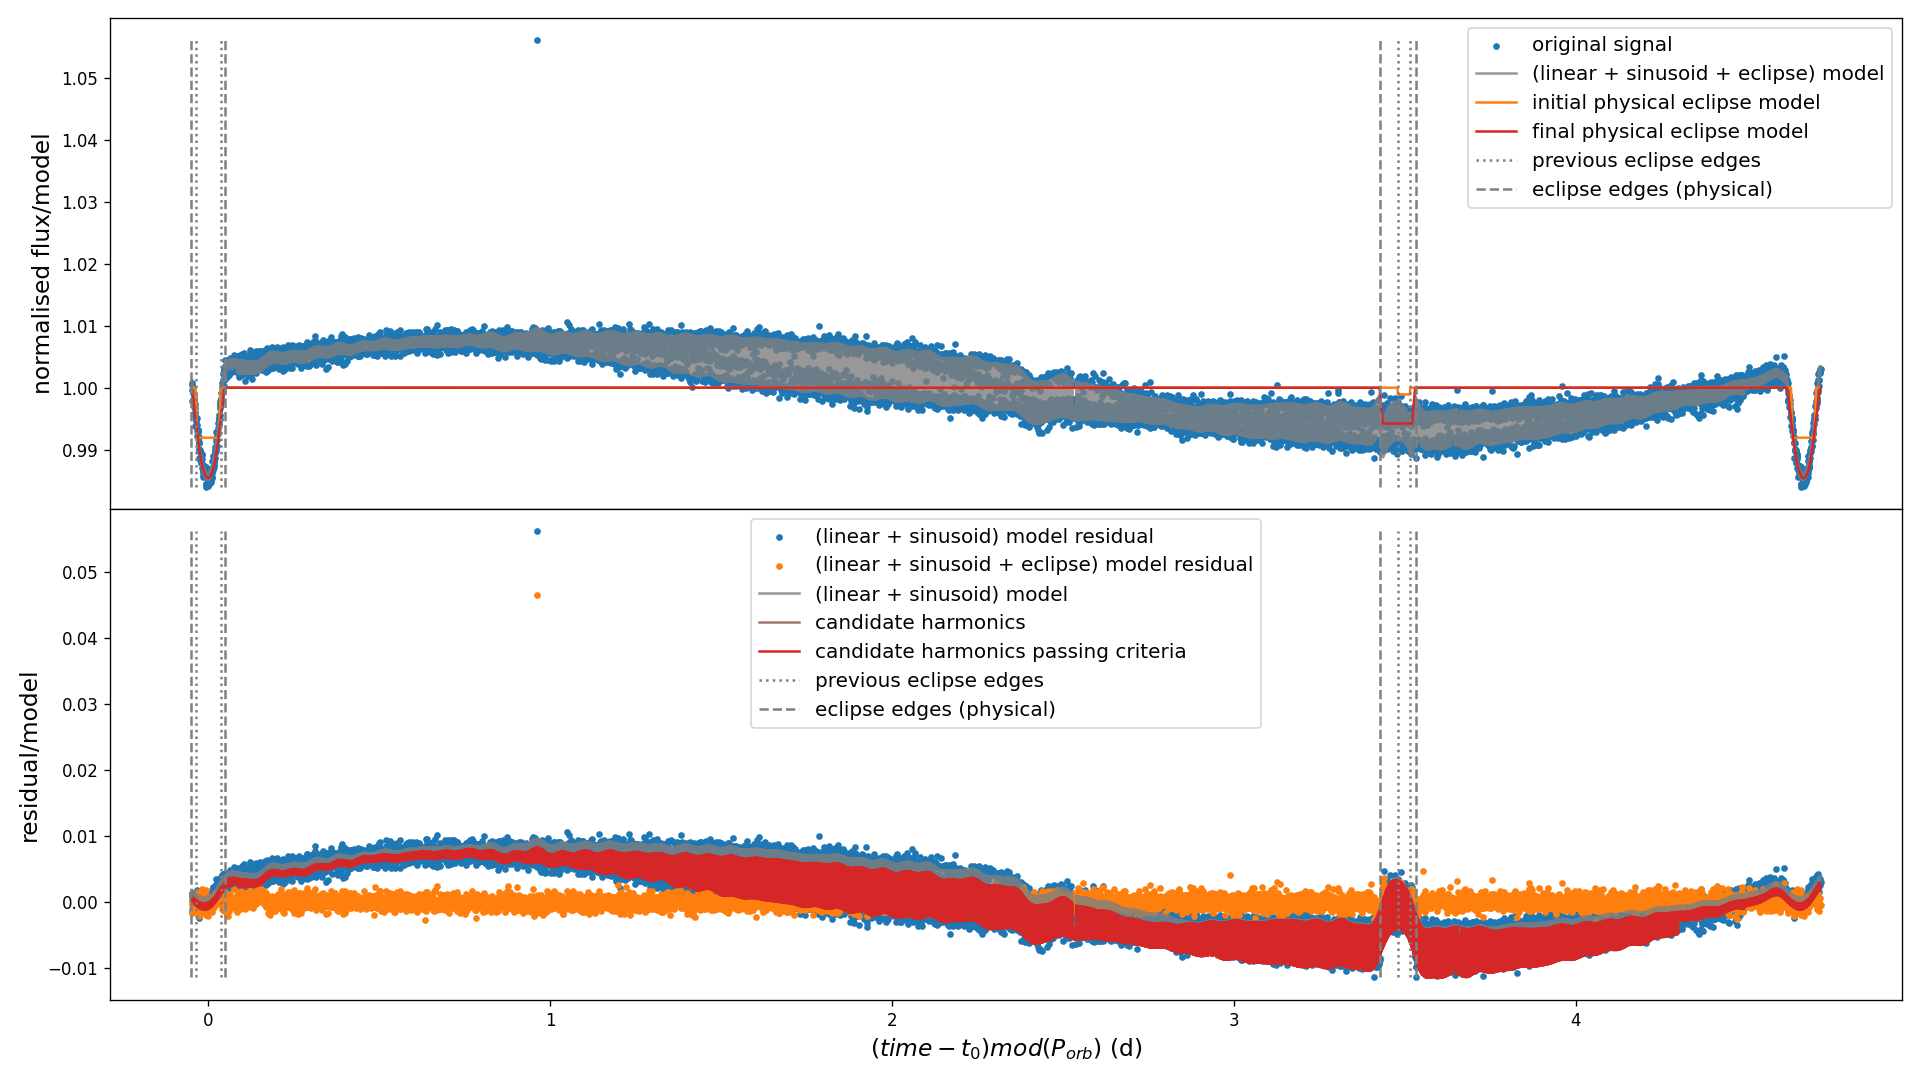 normalised flux/model
1.05
1.04
1.03
1.02
1.01
1.00
0.99
original signal
(linear + sinusoid + eclipse) model
initial physical eclipse model
final physical eclipse model
previous eclipse edges
eclipse edges (physical)
residual/model
0.05
0.04
0.03
0.02
0.01
0.00
−0.01
(linear + sinusoid) model residual
(linear + sinusoid + eclipse) model residual
(linear + sinusoid) model
candidate harmonics
candidate harmonics passing criteria
previous eclipse edges
eclipse edges (physical)
0 1 2 3 4
(time − t₀)mod(Pₒᵣb) (d)